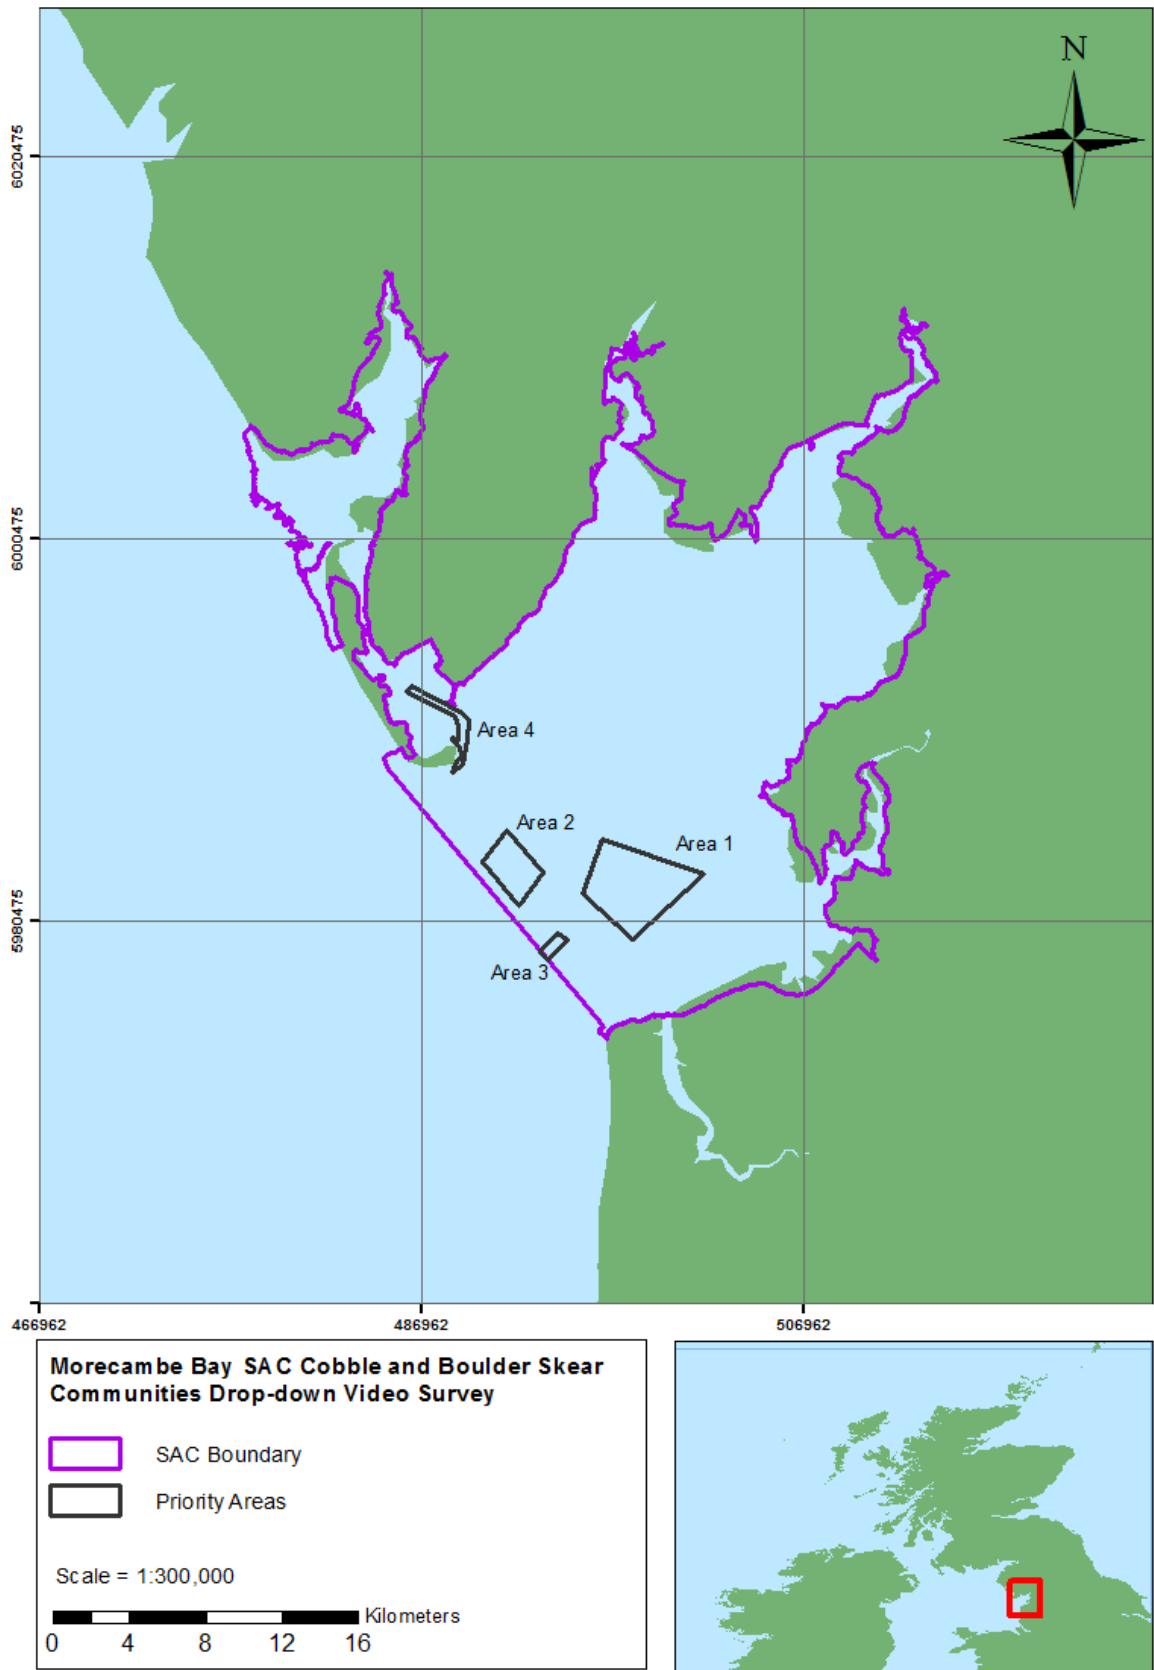 N
6020475
6000475
5980475
Area 4
Area 2
Area 1
Area 3
466962
486962
506962
Morecambe Bay SAC Cobble and Boulder Skear
Communities Drop-down Video Survey
SAC Boundary
Priority Areas
Scale = 1:300,000
Kilometers
0 4 8 12 16